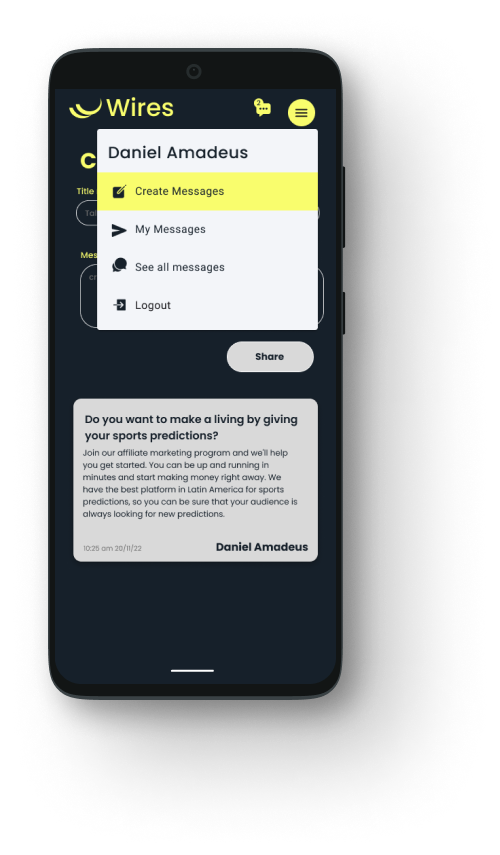 Wires
2
Daniel Amadeus
Create Messages
My Messages
See all messages
Logout
Title
Share
Do you want to make a living by giving
your sports predictions?
Join our affiliate marketing program and we'll help
you get started. You can be up and running in
minutes and start making money right away. We
have the best platform in Latin America for sports
predictions, so you can be sure that your audience is
always looking for new predictions.
10:25 am 20/11/22
Daniel Amadeus